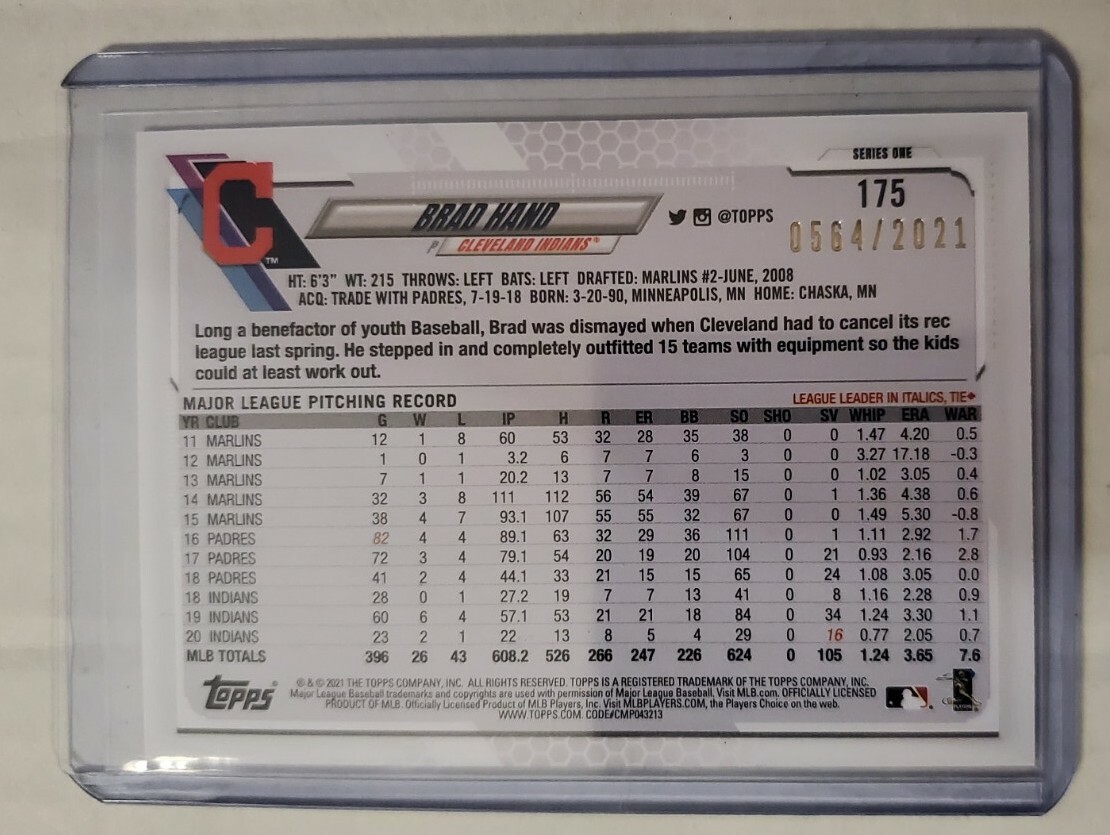 SERIES ONE
175
0564/2021
C
TM
BRAD HAND
@TOPPS
P CLEVELAND INDIANS®
HT: 6'3" WT: 215 THROWS: LEFT BATS: LEFT DRAFTED: MARLINS #2-JUNE, 2008
ACQ: TRADE WITH PADRES, 7-19-18 BORN: 3-20-90, MINNEAPOLIS, MN HOME: CHASKA, MN
Long a benefactor of youth Baseball, Brad was dismayed when Cleveland had to cancel its rec
league last spring. He stepped in and completely outfitted 15 teams with equipment so the kids
could at least work out.
MAJOR LEAGUE PITCHING RECORD LEAGUE LEADER IN ITALICS, TIE◆
YR CLUB G W L IP H R ER BB SO SHO SV WHIP ERA WAR
11 MARLINS 12 1 8 60 53 32 28 35 38 0 0 1.47 4.20 0.5
12 MARLINS 1 0 1 3.2 6 7 7 6 3 0 0 3.27 17.18 -0.3
13 MARLINS 7 1 1 20.2 13 7 7 8 15 0 0 1.02 3.05 0.4
14 MARLINS 32 3 8 111 112 56 54 39 67 0 1 1.36 4.38 0.6
15 MARLINS 38 4 7 93.1 107 55 55 32 67 0 0 1.49 5.30 -0.8
16 PADRES 82 4 4 89.1 63 32 29 36 111 0 1 1.11 2.92 1.7
17 PADRES 72 3 4 79.1 54 20 19 20 104 0 21 0.93 2.16 2.8
18 PADRES 41 2 4 44.1 33 21 15 15 65 0 24 1.08 3.05 0.0
18 INDIANS 28 0 1 27.2 19 7 7 13 41 0 8 1.16 2.28 0.9
19 INDIANS 60 6 4 57.1 53 21 21 18 84 0 34 1.24 3.30 1.1
20 INDIANS 23 2 1 22 13 8 5 4 29 0 16 0.77 2.05 0.7
MLB TOTALS 396 26 43 608.2 526 266 247 226 624 0 105 1.24 3.65 7.6
TOPPS®
® & © 2021 THE TOPPS COMPANY, INC. ALL RIGHTS RESERVED. TOPPS IS A REGISTERED TRADEMARK OF THE TOPPS COMPANY, INC.
Major League Baseball trademarks and copyrights are used with permission of Major League Baseball. Visit MLB.com. OFFICIALLY LICENSED
PRODUCT OF MLB. Officially Licensed Product of MLB Players, Inc. Visit MLBPLAYERS.COM, the Players Choice on the web.
WWW.TOPPS.COM. CODE#CMP043213